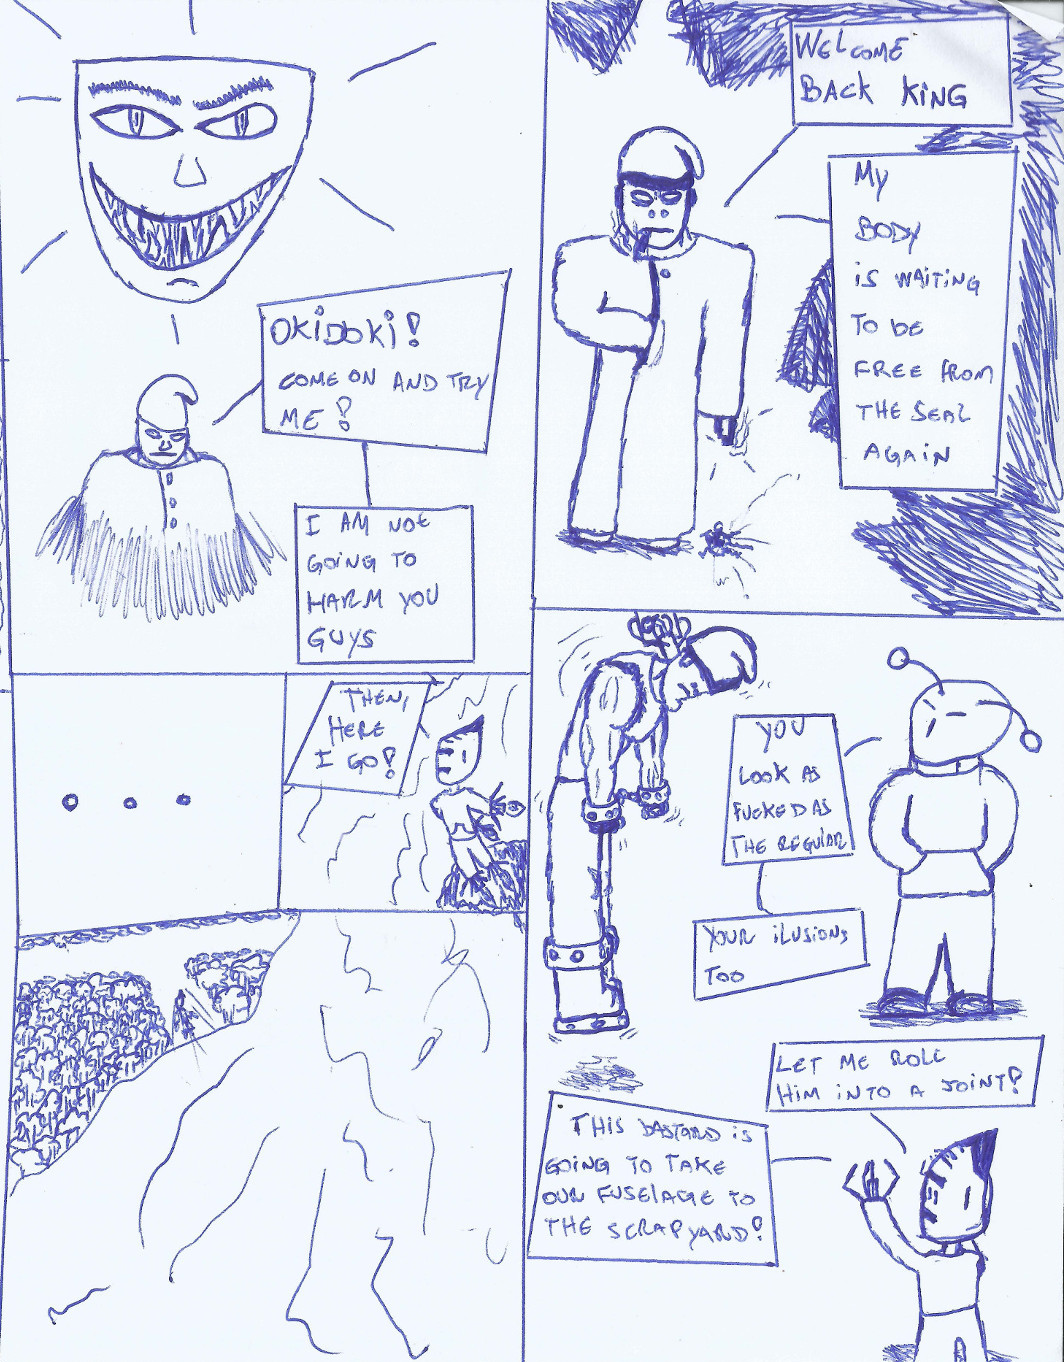 OKiDOKi!
COME ON AND TRY
ME!
I AM NOT
GOING TO
HARM YOU
GUYS
...
THEN,
HERE
I GO!
WELCOME
BACK KING
My
BODY
iS WAiTiNG
TO bE
FREE FROM
THE SEAL
AGAiN
YOU
LOOK AS
FUCKED AS
THE REGULAR
YOUR iLUSiONS
TOO
LET ME ROLL
HiM iNTO A JOiNT!
THiS bASTARD iS
GOiNG TO TAKE
OUR FUSElAGE TO
THE SCRAPYARD!